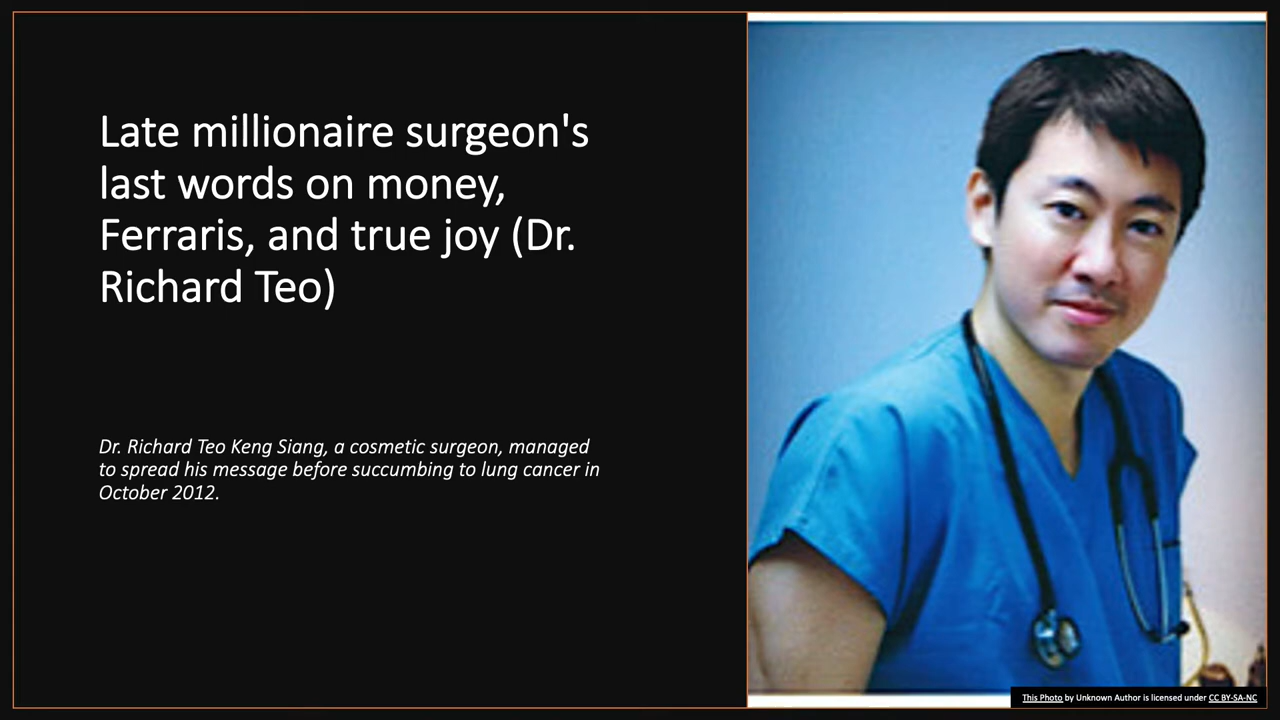 Late millionaire surgeon's
last words on money,
Ferraris, and true joy (Dr.
Richard Teo)
Dr. Richard Teo Keng Siang, a cosmetic surgeon, managed
to spread his message before succumbing to lung cancer in
October 2012.
This Photo by Unknown Author is licensed under CC BY-SA-NC